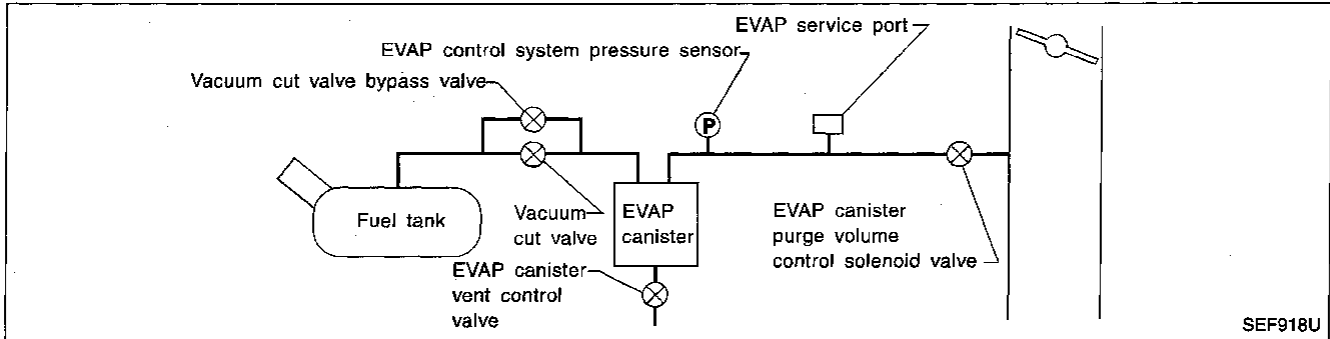 EVAP service port
EVAP control system pressure sensor
Vacuum cut valve bypass valve
P
Fuel tank
Vacuum
cut valve
EVAP
canister
EVAP canister
purge volume
control solenoid valve
EVAP canister
vent control
valve
SEF918U